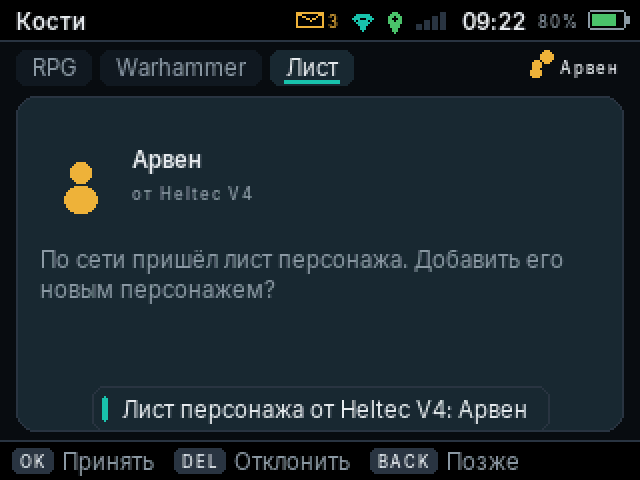 Кости 3 09:22 80%
RPG Warhammer Лист Арвен
Арвен
от Heltec V4
По сети пришёл лист персонажа. Добавить его
новым персонажем?
Лист персонажа от Heltec V4: Арвен
OK Принять DEL Отклонить BACK Позже